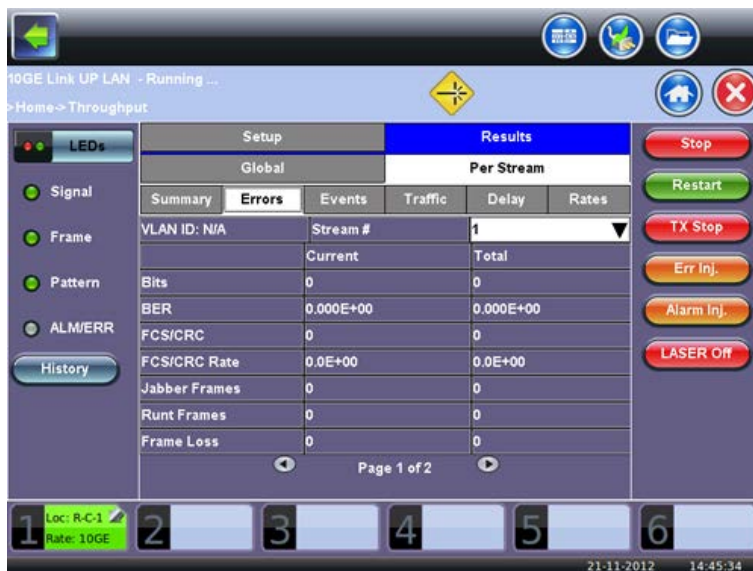 10GE Link UP LAN - Running ...
>Home->Throughput
LEDs
Signal
Frame
Pattern
ALM/ERR
History
Setup Results
Global Per Stream
Summary Errors Events Traffic Delay Rates
VLAN ID: N/A Stream # 1
Current Total
Bits 0 0
BER 0.000E+00 0.000E+00
FCS/CRC 0 0
FCS/CRC Rate 0.0E+00 0.0E+00
Jabber Frames 0 0
Runt Frames 0 0
Frame Loss 0 0
Page 1 of 2
Stop
Restart
TX Stop
Err Inj.
Alarm Inj.
LASER Off
1 Loc: R-C-1
Rate: 10GE
2 3 4 5 6
21-11-2012 14:45:34